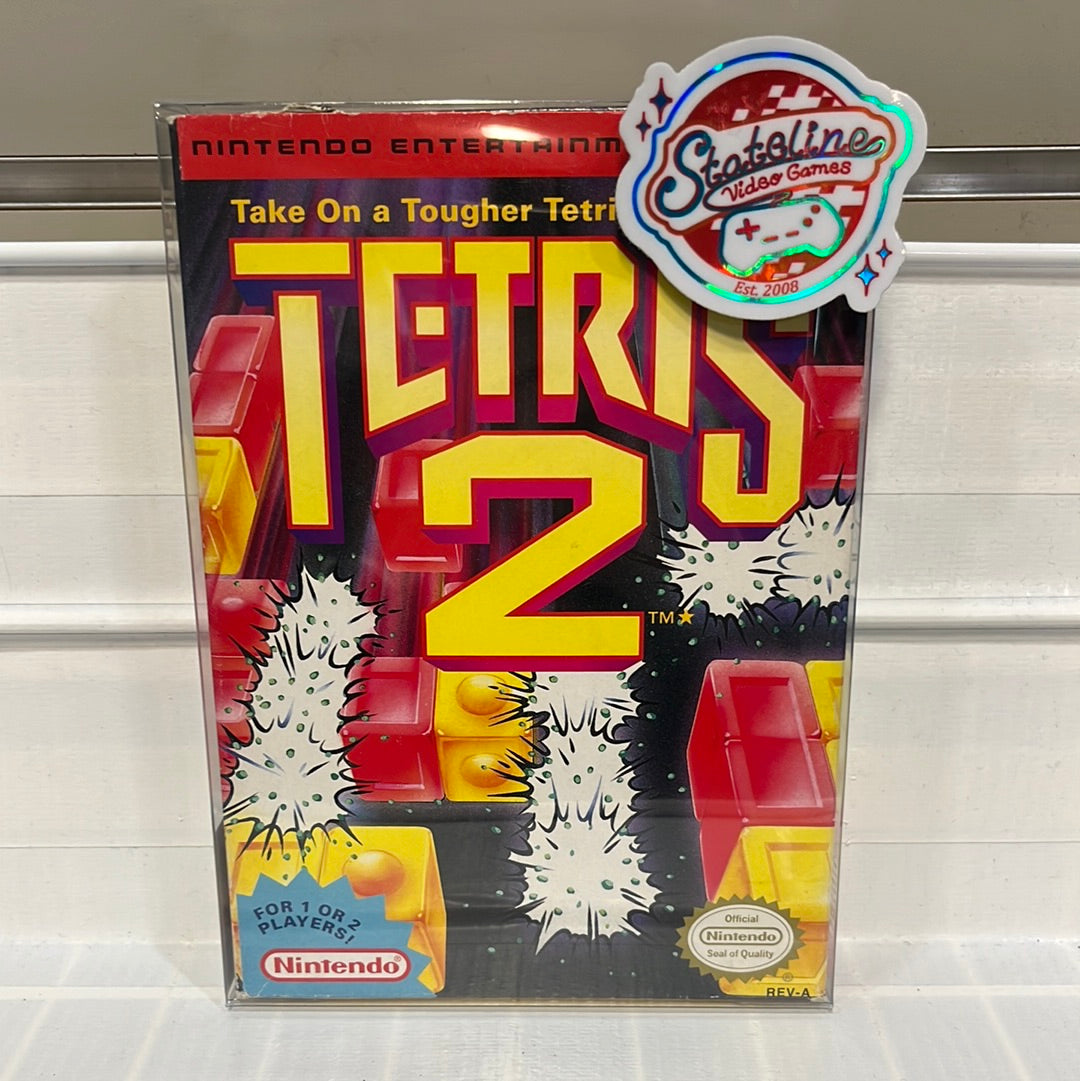 NINTENDO ENTERTAINM
Take On a Tougher Tetri
Stateline
Video Games
Est. 2008
TETRIS
2
TM
FOR 1 OR 2
PLAYERS!
Nintendo
Official
Nintendo
Seal of Quality
®
REV-A